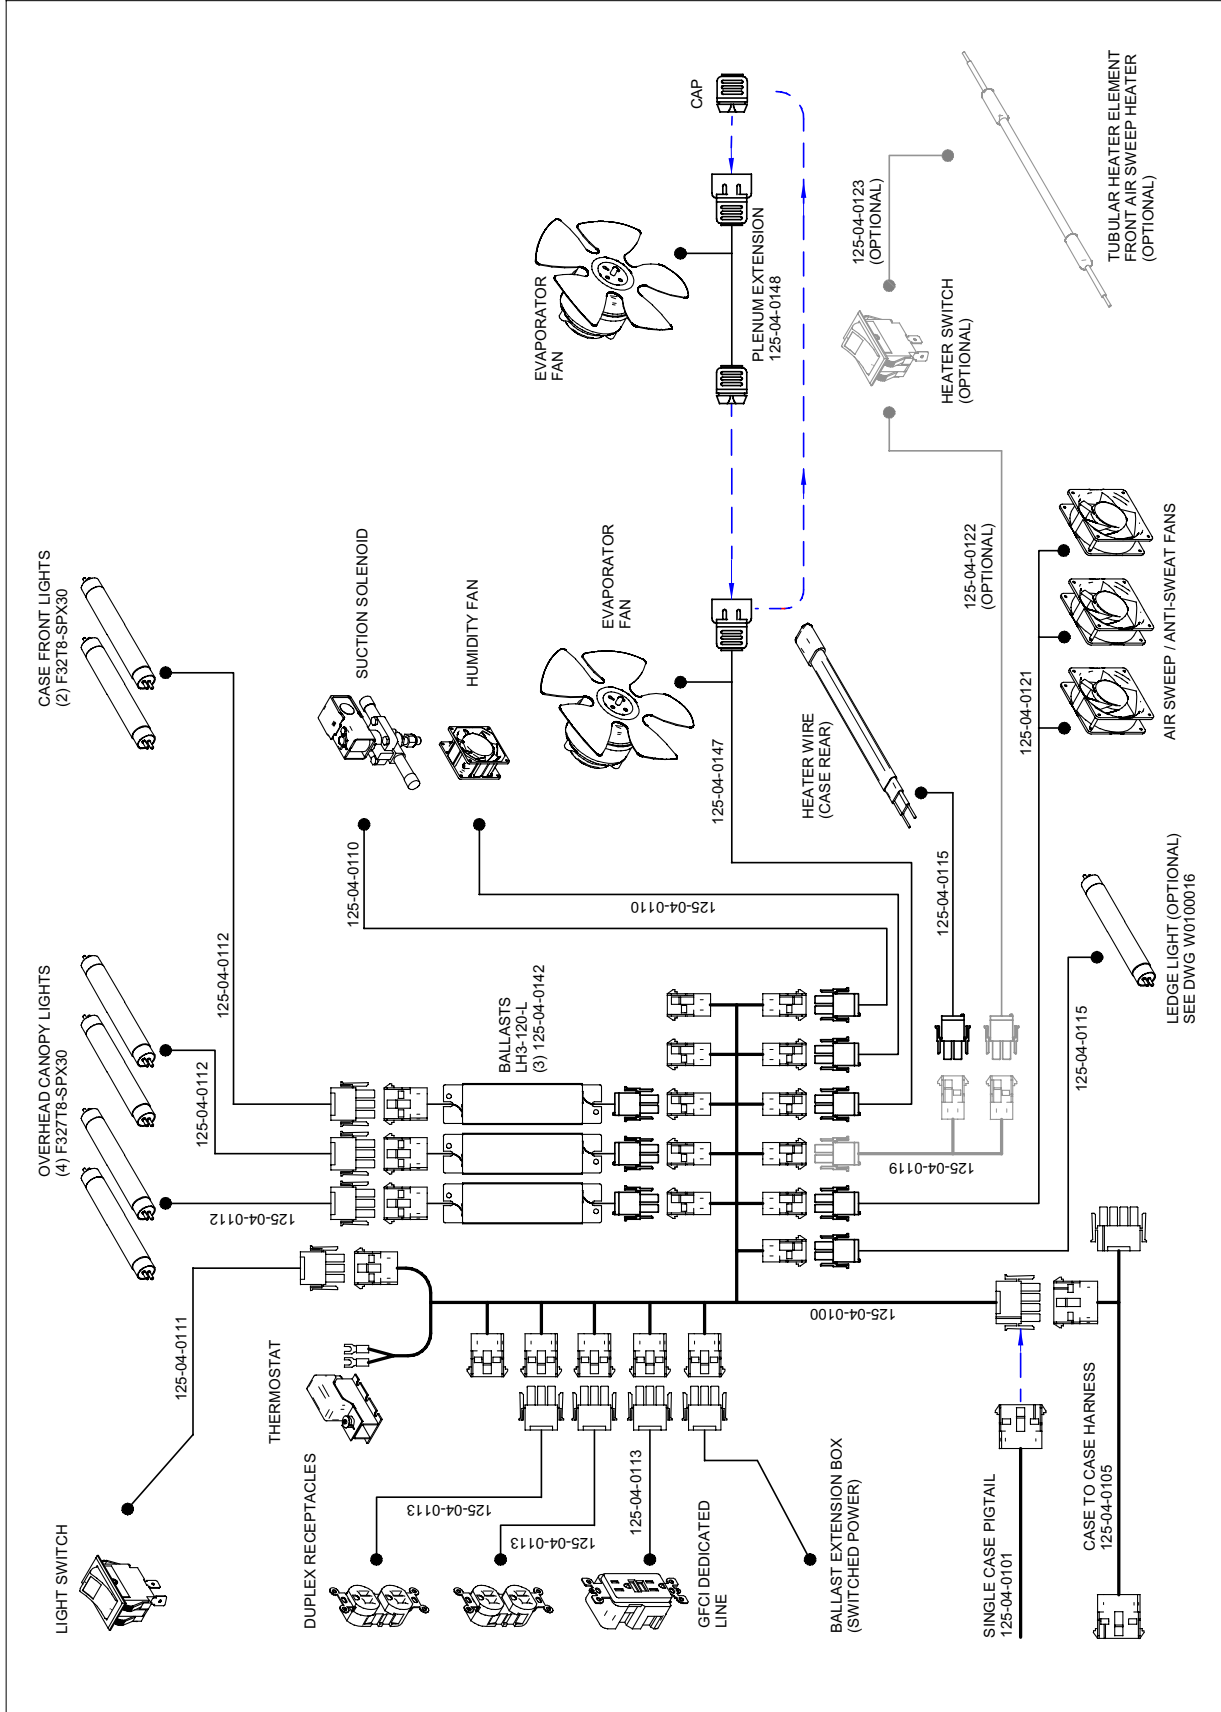 LIGHT SWITCH
125-04-0111
THERMOSTAT
DUPLEX RECEPTACLES
125-04-0113
125-04-0113
125-04-0113
GFCI DEDICATED
LINE
BALLAST EXTENSION BOX
(SWITCHED POWER)
SINGLE CASE PIGTAIL
125-04-0101
CASE TO CASE HARNESS
125-04-0105
125-04-0100
OVERHEAD CANOPY LIGHTS
(4) F327T8-SPX30
125-04-0112
125-04-0112
CASE FRONT LIGHTS
(2) F32T8-SPX30
125-04-0112
BALLASTS
LH3-120-L
(3) 125-04-0142
SUCTION SOLENOID
125-04-0110
HUMIDITY FAN
125-04-0110
EVAPORATOR
FAN
125-04-0147
EVAPORATOR
FAN
PLENUM EXTENSION
125-04-0148
CAP
HEATER WIRE
(CASE REAR)
125-04-0115
125-04-0119
125-04-0122
(OPTIONAL)
HEATER SWITCH
(OPTIONAL)
125-04-0123
(OPTIONAL)
TUBULAR HEATER ELEMENT
FRONT AIR SWEEP HEATER
(OPTIONAL)
125-04-0121
AIR SWEEP / ANTI-SWEAT FANS
125-04-0115
LEDGE LIGHT (OPTIONAL)
SEE DWG W0100016